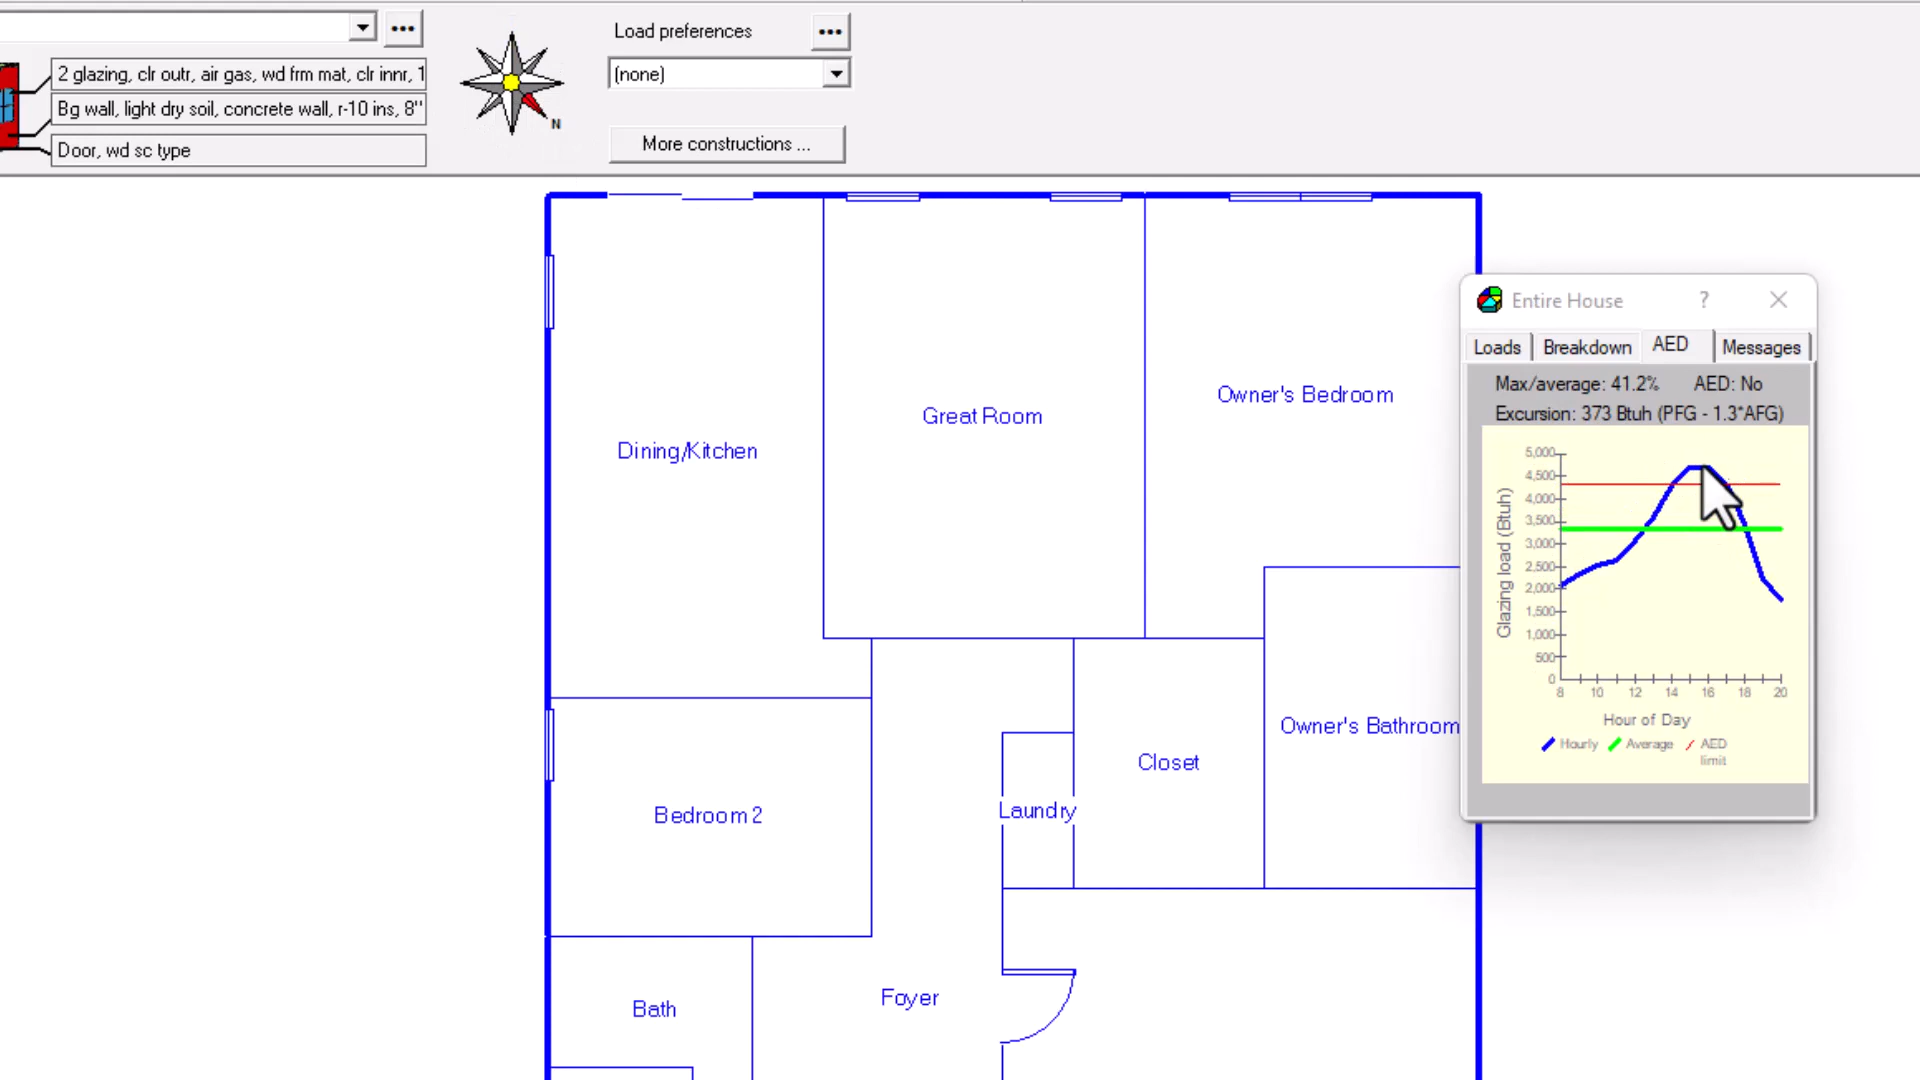 •••
2 glazing, clr outr, air gas, wd frm mat, clr innr, 1
Bg wall, light dry soil, concrete wall, r-10 ins, 8"
Door, wd sc type
N
Load preferences
•••
(none)
More constructions ...
Dining/Kitchen
Great Room
Owner's Bedroom
Bedroom 2
Laundry
Closet
Owner's Bathroom
Bath
Foyer
Entire House
?
Loads
Breakdown
AED
Messages
Max/average: 41.2% AED: No
Excursion: 373 Btuh (PFG - 1.3*AFG)
Glazing load (Btuh)
5,000
4,500
4,000
3,500
3,000
2,500
2,000
1,500
1,000
500
0
8 10 12 14 16 18 20
Hour of Day
Hourly Average AED
limit